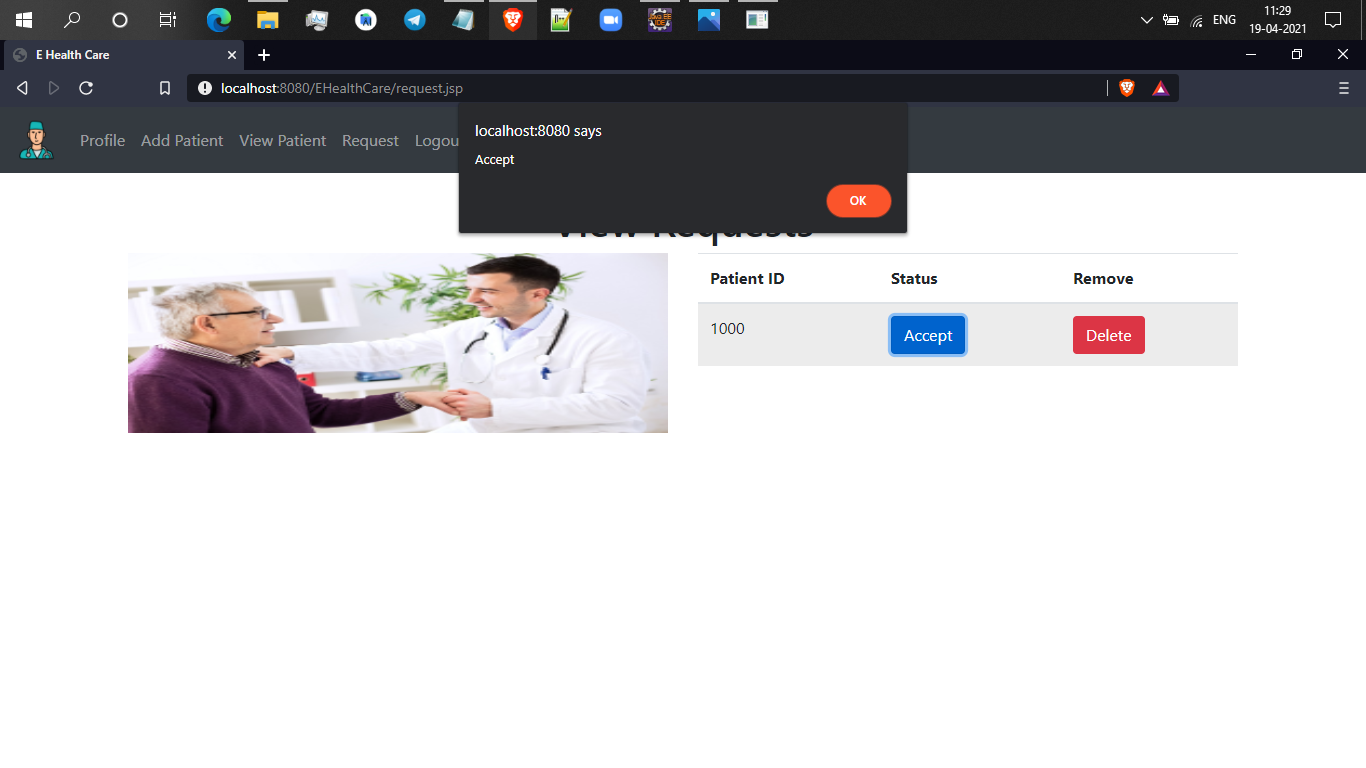 11:29
ENG
19-04-2021
E Health Care
localhost:8080/EHealthCare/request.jsp
Profile Add Patient View Patient Request Logou
localhost:8080 says
Accept
OK
View Requests
Patient ID Status Remove
1000 Accept Delete